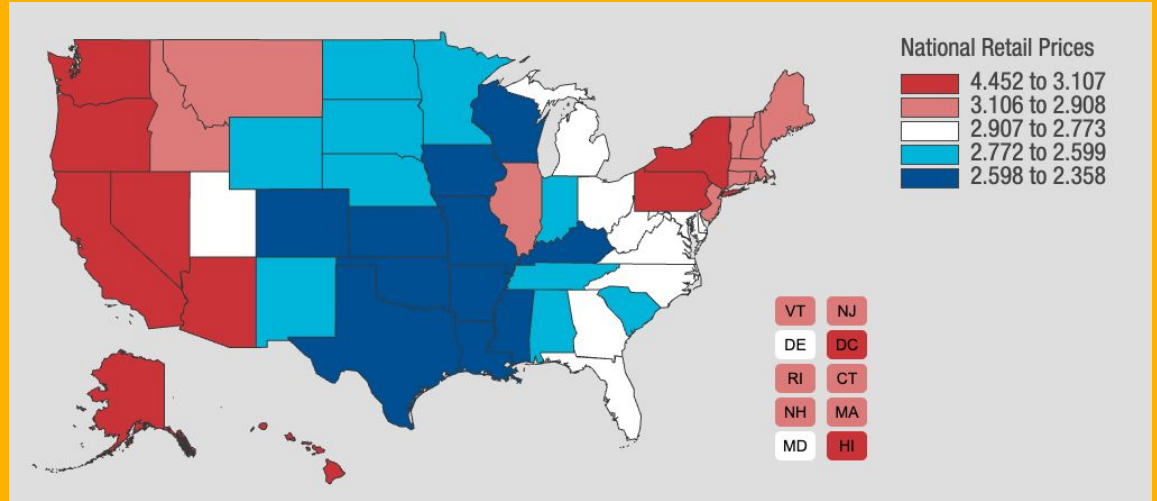 National Retail Prices
4.452 to 3.107
3.106 to 2.908
2.907 to 2.773
2.772 to 2.599
2.598 to 2.358
VT NJ
DE DC
RI CT
NH MA
MD HI